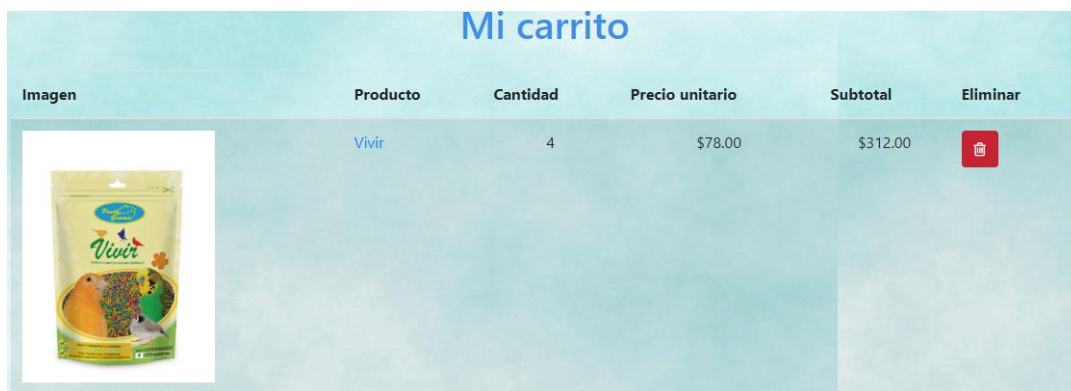 Mi carrito
Imagen Producto Cantidad Precio unitario Subtotal Eliminar
Vivir 4 $78.00 $312.00
Vivir